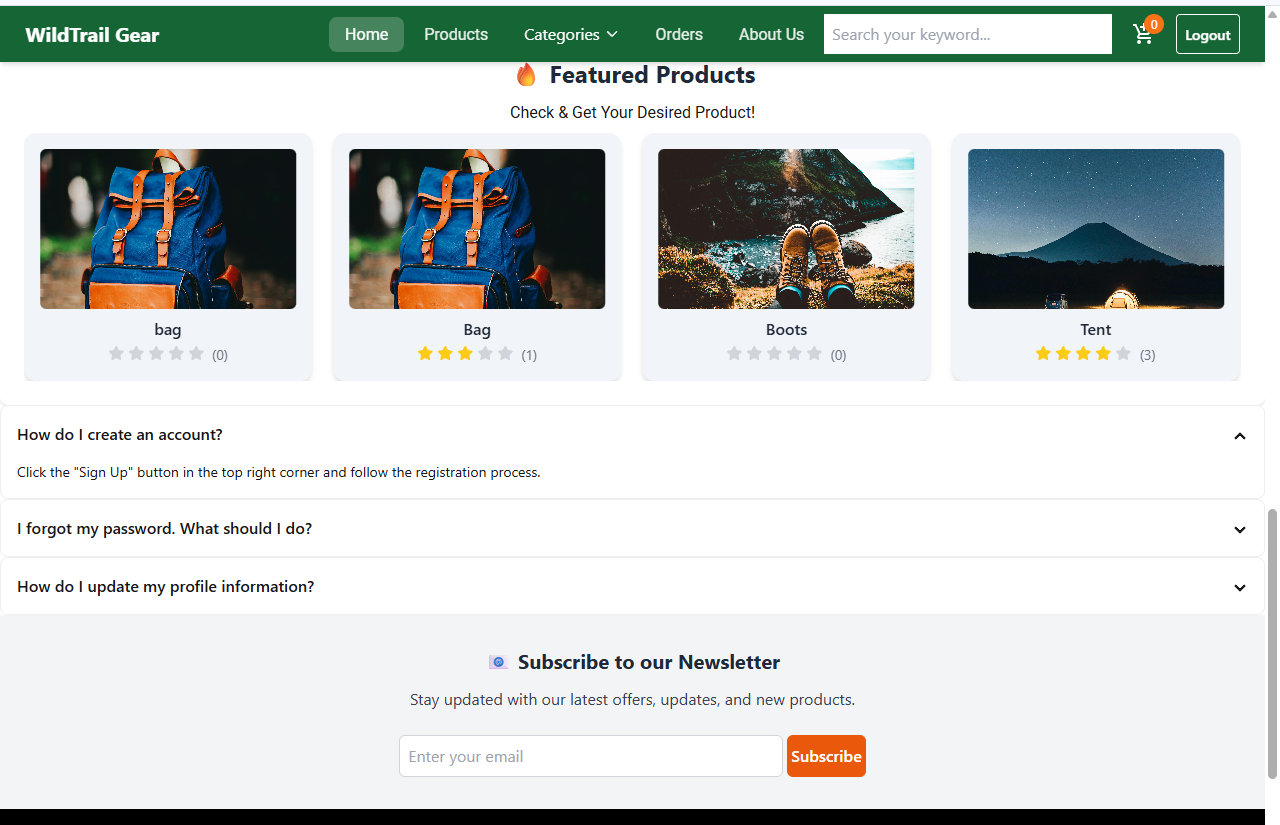 WildTrail Gear Home Products Categories Orders About Us Search your keyword... 0 Logout
🔥 Featured Products
Check & Get Your Desired Product!
bag Bag Boots Tent
(0) (1) (0) (3)
How do I create an account?
Click the "Sign Up" button in the top right corner and follow the registration process.
I forgot my password. What should I do?
How do I update my profile information?
📧 Subscribe to our Newsletter
Stay updated with our latest offers, updates, and new products.
Enter your email Subscribe